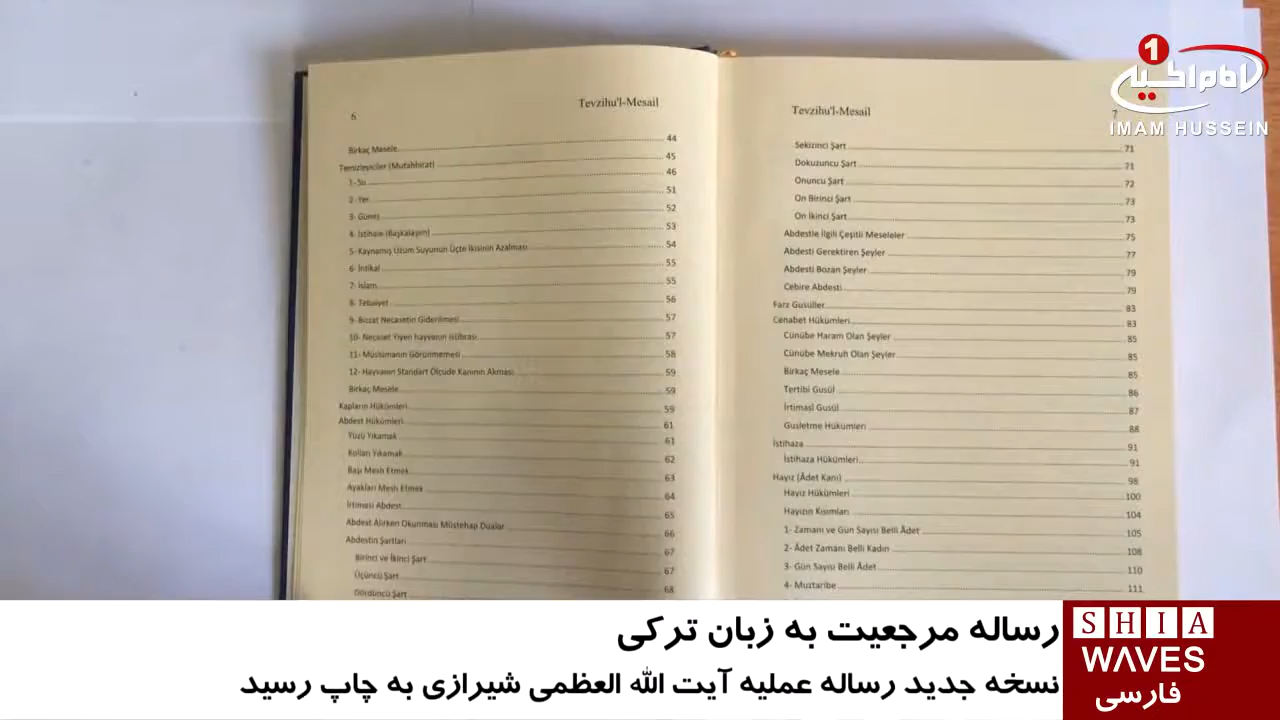 6
Tevzihu'l-Mesail
Birkaç Mesele 44
Temizleyiciler (Mutahhirat) 45
1- Su 46
2- Yer 51
3- Güneş 52
4- İstihale (Başkalaşım) 53
5- Kaynamış Üzüm Suyunun Üçte İkisinin Azalması 54
6- İntikal 55
7- İslam 55
8- Tebaiyet 56
9- Bizzat Necasetin Giderilmesi 57
10- Necaset Yiyen hayvanın İstibrası 57
11- Müslümanın Görünmemesi 58
12- Hayvanın Standart Ölçüde Kanının Akması 59
Birkaç Mesele 59
Kapların Hükümleri 59
Abdest Hükümleri 61
Yüzü Yıkamak 61
Kolları Yıkamak 62
Başı Mesh Etmek 63
Ayakları Mesh Etmek 64
İrtimasi Abdest 65
Abdest Alırken Okunması Müstehap Dualar 66
Abdestin Şartları 67
Birinci ve İkinci Şart 67
Üçüncü Şart 68
Dördüncü Şart
Tevzihu'l-Mesail
7
Sekizinci Şart 71
Dokuzuncu Şart 71
Onuncu Şart 72
On Birinci Şart 73
On İkinci Şart 73
Abdestle İlgili Çeşitli Meseleler 75
Abdesti Gerektiren Şeyler 77
Abdesti Bozan Şeyler 79
Cebire Abdesti 79
Farz Gusüller 83
Cenabet Hükümleri 83
Cünübe Haram Olan Şeyler 85
Cünübe Mekruh Olan Şeyler 85
Birkaç Mesele 85
Tertibi Gusül 86
İrtimasî Gusül 87
Gusletme Hükümleri 88
İstihaza 91
İstihaza Hükümleri 91
Hayız (Âdet Kanı) 98
Hayız Hükümleri 100
Hayızın Kısımları 104
1- Zamanı ve Gün Sayısı Belli Âdet 105
2- Âdet Zamanı Belli Kadın 108
3- Gün Sayısı Belli Âdet 110
4- Muztaribe 111
1
امام الحسین
IMAM HUSSEIN
رساله مرجعیت به زبان ترکی
نسخه جدید رساله عملیه آیت الله العظمی شیرازی به چاپ رسید
SHIA
WAVES
فارسی